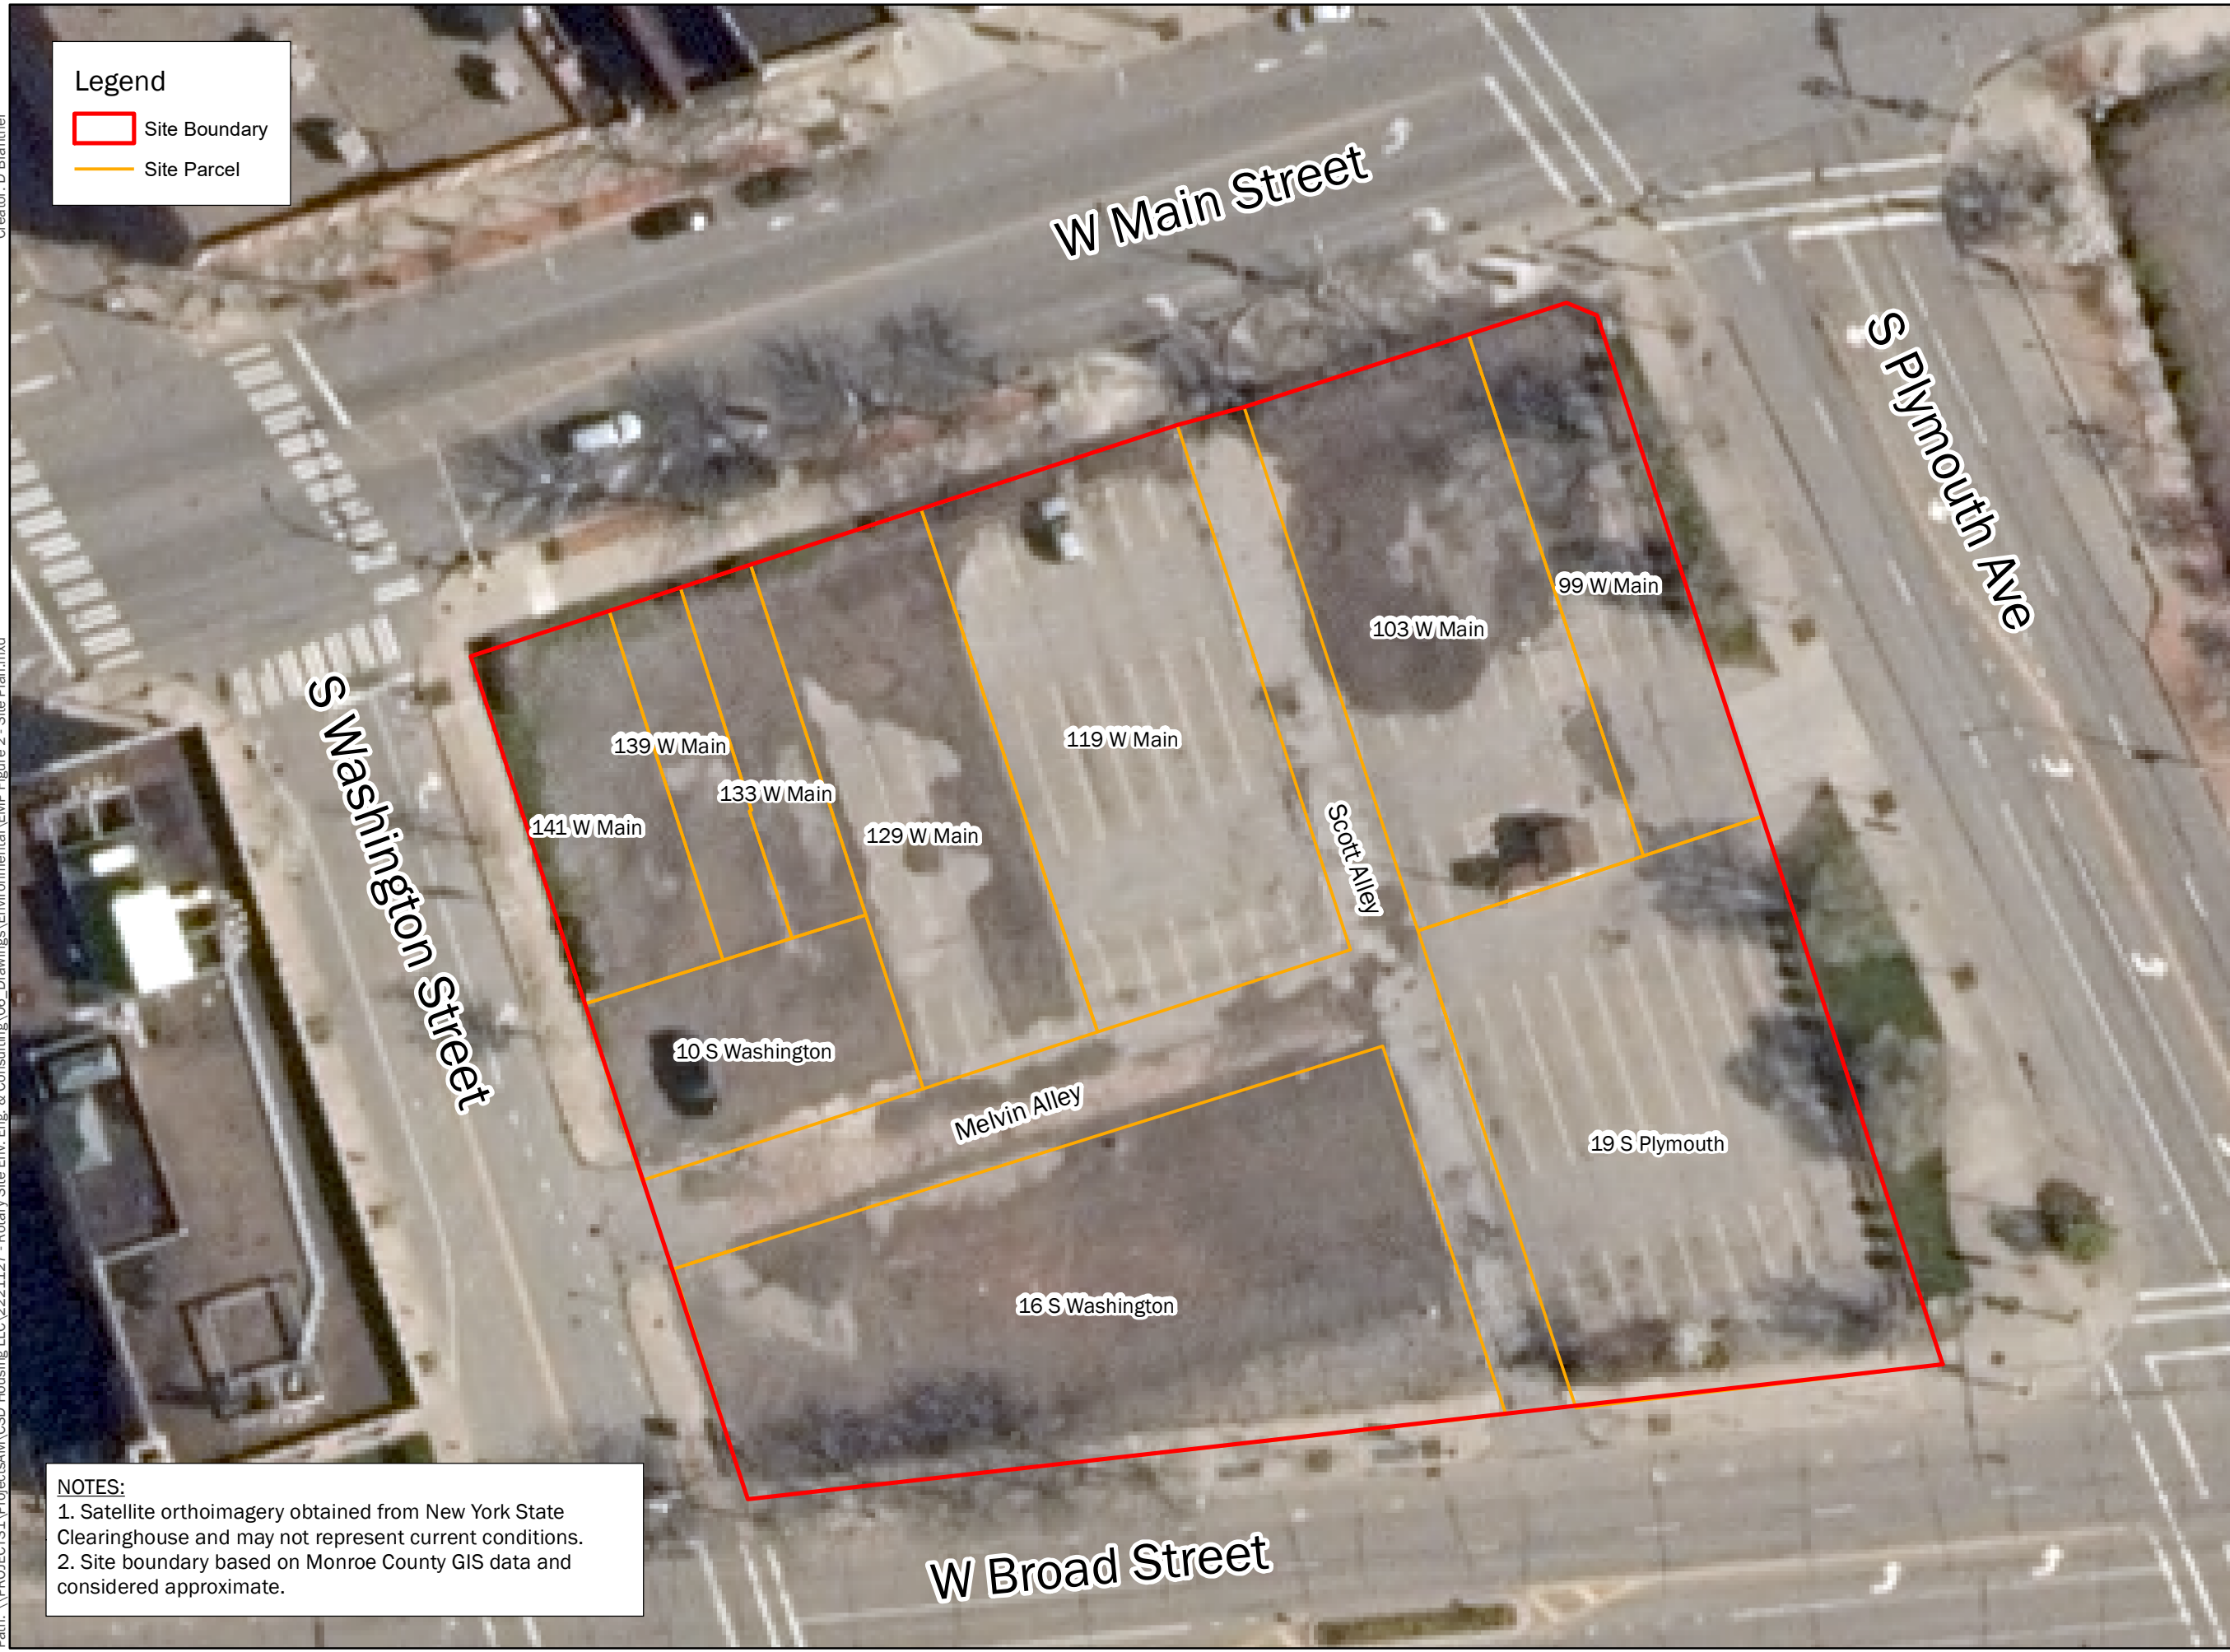 Legend
Site Boundary
Site Parcel
W Main Street
S Plymouth Ave
S Washington Street
99 W Main
103 W Main
139 W Main
119 W Main
133 W Main
141 W Main
129 W Main
Scott Alley
10 S Washington
Melvin Alley
19 S Plymouth
16 S Washington
W Broad Street
NOTES:
1. Satellite orthoimagery obtained from New York State
Clearinghouse and may not represent current conditions.
2. Site boundary based on Monroe County GIS data and
considered approximate.